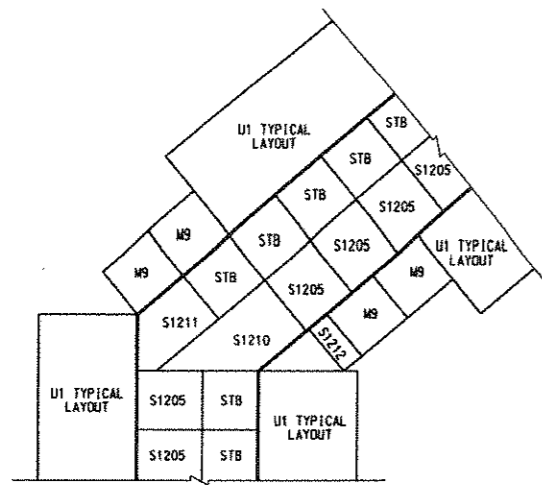 STB
U1 TYPICAL
LAYOUT
STB
S1205
STB
S1205
M9
STB
S1205
U1 TYPICAL
LAYOUT
M9
STB
S1205
M9
S1211
S1210
S1212
M9
U1 TYPICAL
LAYOUT
S1205
STB
U1 TYPICAL
LAYOUT
S1205
STB